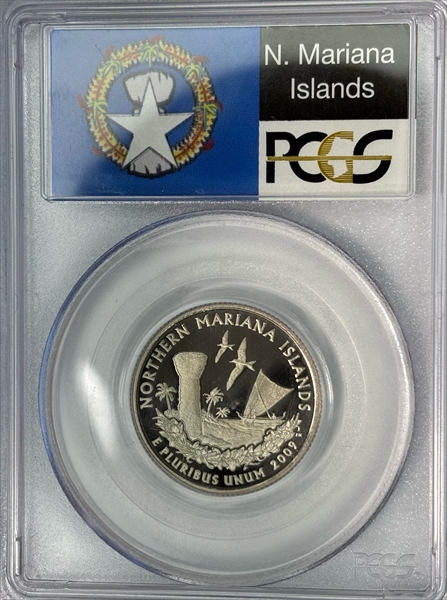 N. Mariana
Islands
PCGS
NORTHERN MARIANA ISLANDS
E PLURIBUS UNUM 2009
PCGS